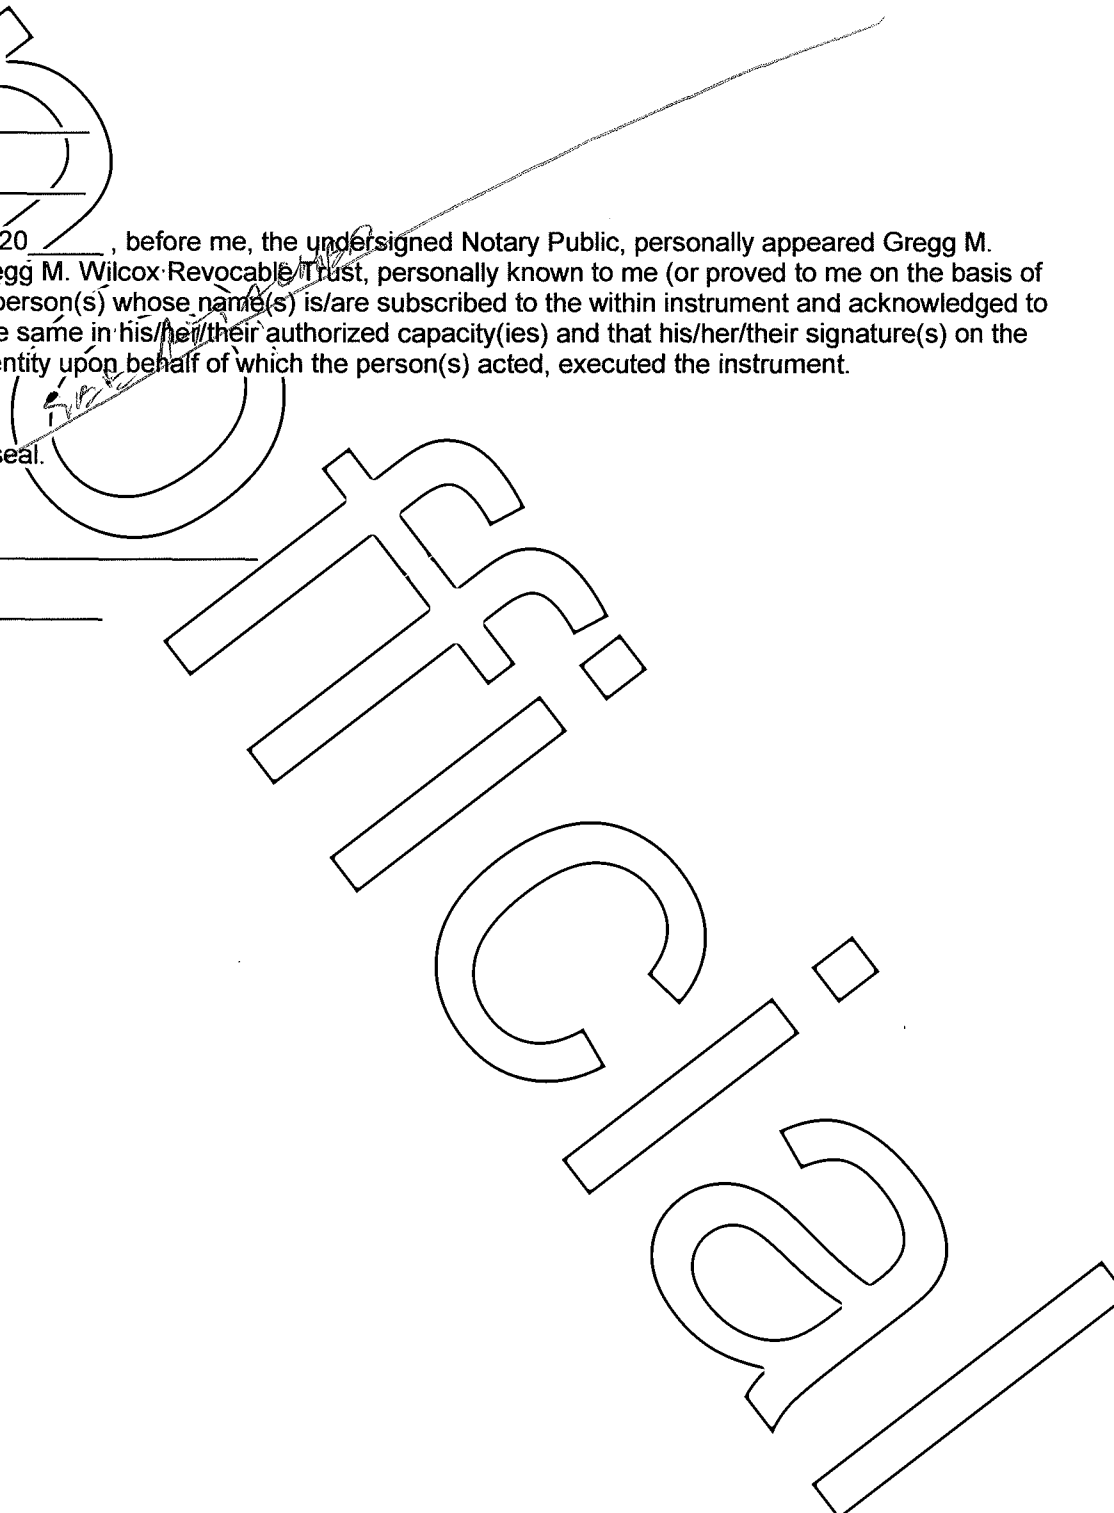 20 _____ , before me, the undersigned Notary Public, personally appeared Gregg M.
egg M. Wilcox Revocable Trust, personally known to me (or proved to me on the basis of
person(s) whose name(s) is/are subscribed to the within instrument and acknowledged to
e same in his/her/their authorized capacity(ies) and that his/her/their signature(s) on the
entity upon behalf of which the person(s) acted, executed the instrument.
seal.
official